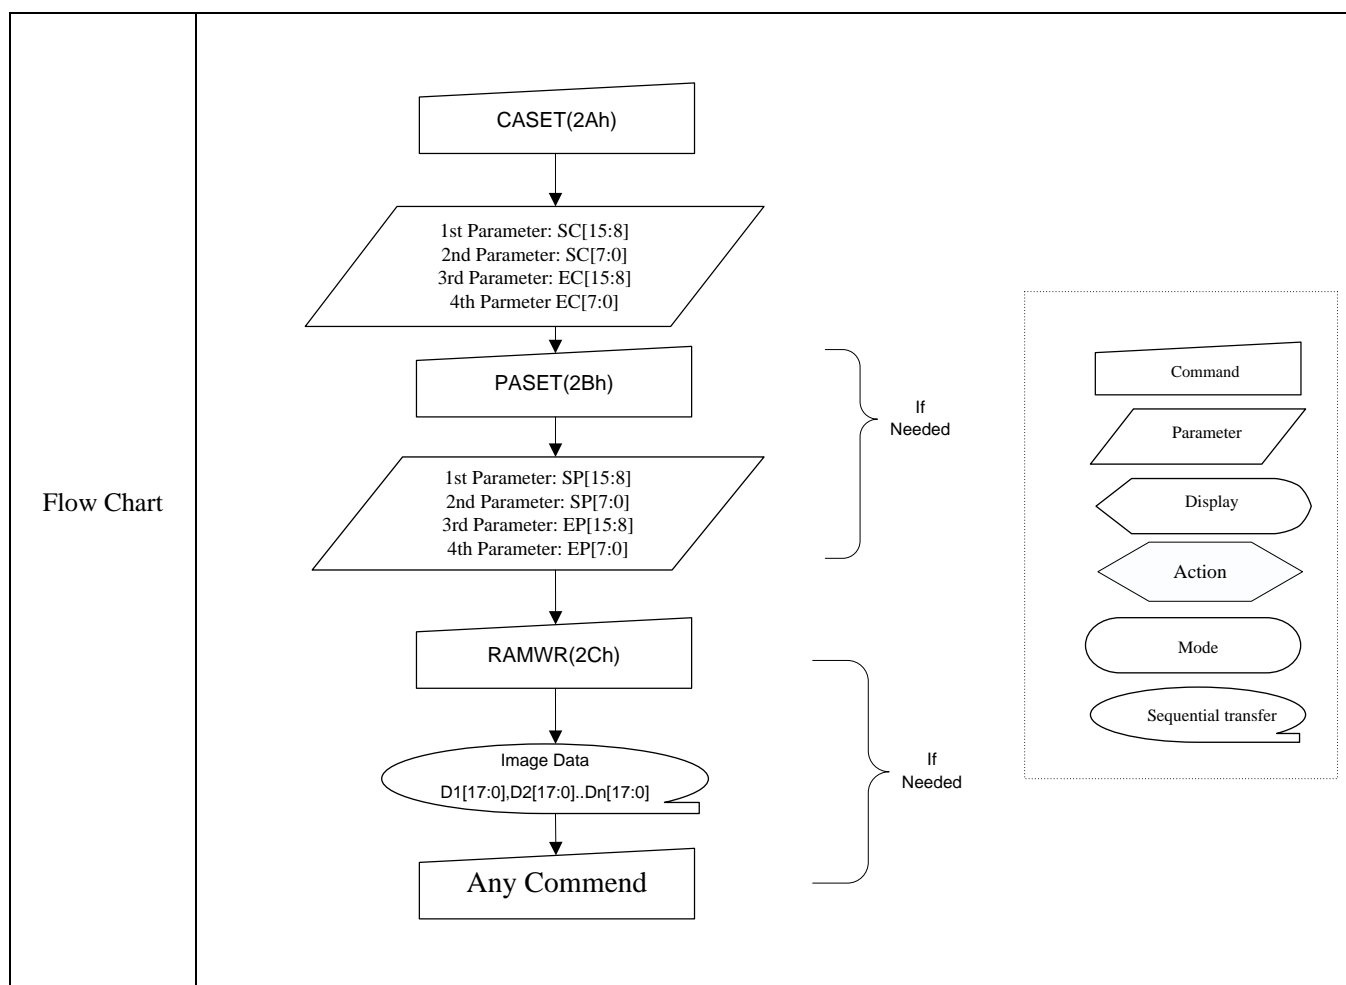 Flow Chart
CASET(2Ah)
1st Parameter: SC[15:8]
2nd Parameter: SC[7:0]
3rd Parameter: EC[15:8]
4th Parmeter EC[7:0]
PASET(2Bh)
1st Parameter: SP[15:8]
2nd Parameter: SP[7:0]
3rd Parameter: EP[15:8]
4th Parameter: EP[7:0]
If
Needed
RAMWR(2Ch)
Image Data
D1[17:0],D2[17:0]..Dn[17:0]
Any Commend
If
Needed
Command
Parameter
Display
Action
Mode
Sequential transfer